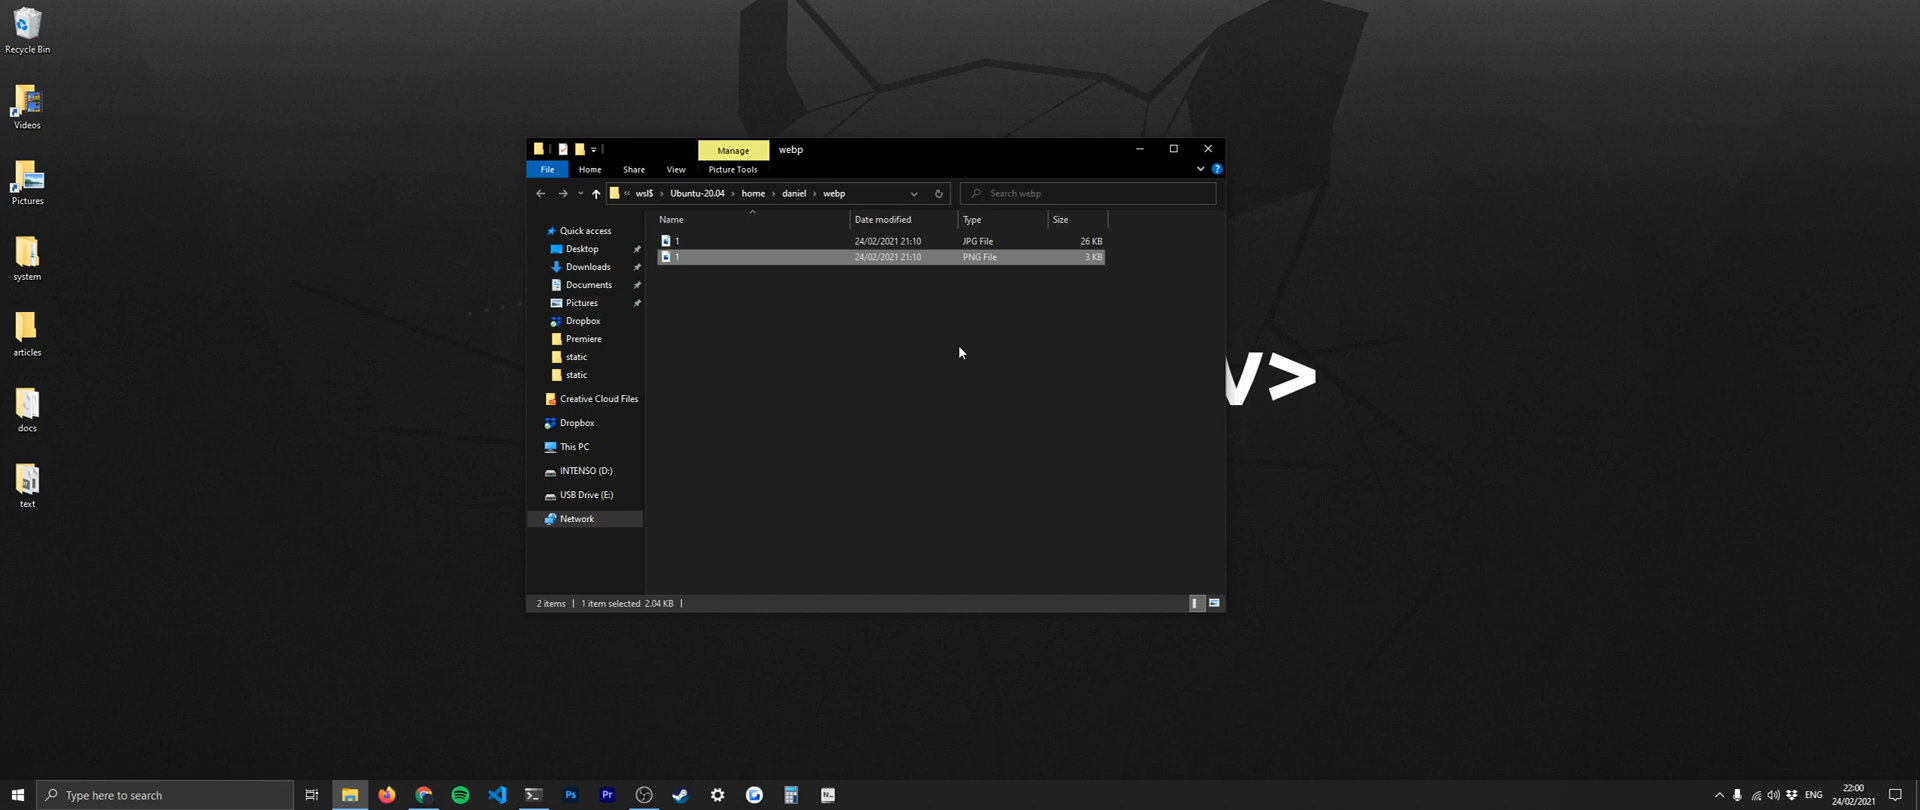 Recycle Bin
Videos
Pictures
system
articles
docs
text
Manage
webp
File
Home
Share
View
Picture Tools
« wsl$ › Ubuntu-20.04 › home › daniel › webp
Search webp
Name
Date modified
Type
Size
1 24/02/2021 21:10 JPG File 26 KB
1 24/02/2021 21:10 PNG File 3 KB
Quick access
Desktop
Downloads
Documents
Pictures
Dropbox
Premiere
static
static
Creative Cloud Files
Dropbox
This PC
INTENSO (D:)
USB Drive (E:)
Network
2 items
1 item selected 2.04 KB
>
Type here to search
Ps
Pr
ENG
22:00
24/02/2021